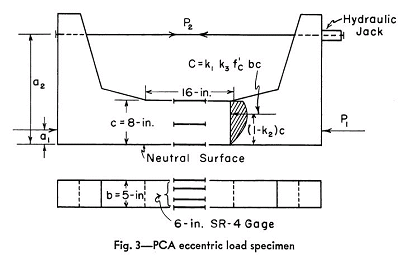 Hydraulic
Jack
P₂
C = k₁ k₃ f'c bc
a₂
16-in.
c = 8-in.
(1-k₂)c
a₁
P₁
Neutral Surface
b = 5-in
6-in. SR-4 Gage
Fig. 3—PCA eccentric load specimen